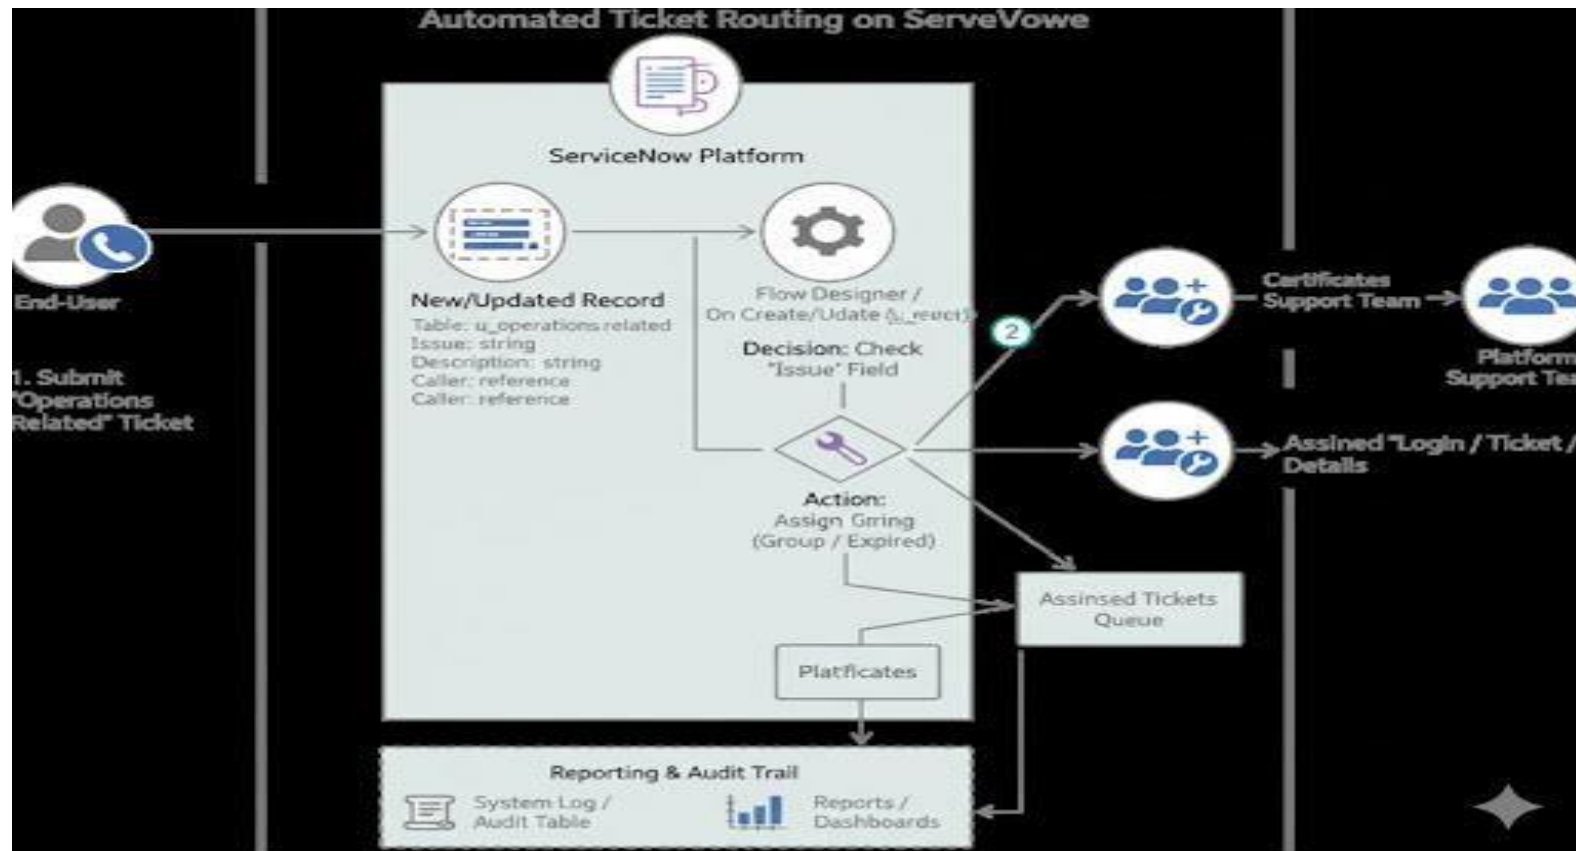 Automated Ticket Routing on ServeVowe
ServiceNow Platform
End-User
1. Submit
"Operations
Related" Ticket
New/Updated Record
Table: u_operations related
Issue: string
Description: string
Caller: reference
Caller: reference
Flow Designer /
On Create/Udate
Decision: Check
"Issue" Field
2
Action:
Assign Grring
(Group / Expired)
Certificates
Support Team
Platform
Support Tea
Assined "Login / Ticket /
Details
Assinsed Tickets
Queue
Platficates
Reporting & Audit Trail
System Log /
Audit Table
Reports /
Dashboards